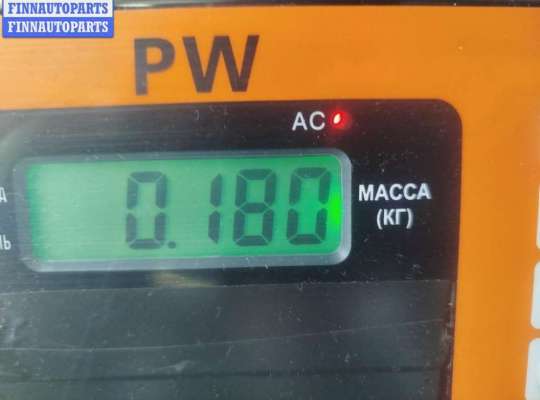 FINNAUTOPARTS
FINNAUTOPARTS
PW
AC
0.180
МАССА
(КГ)